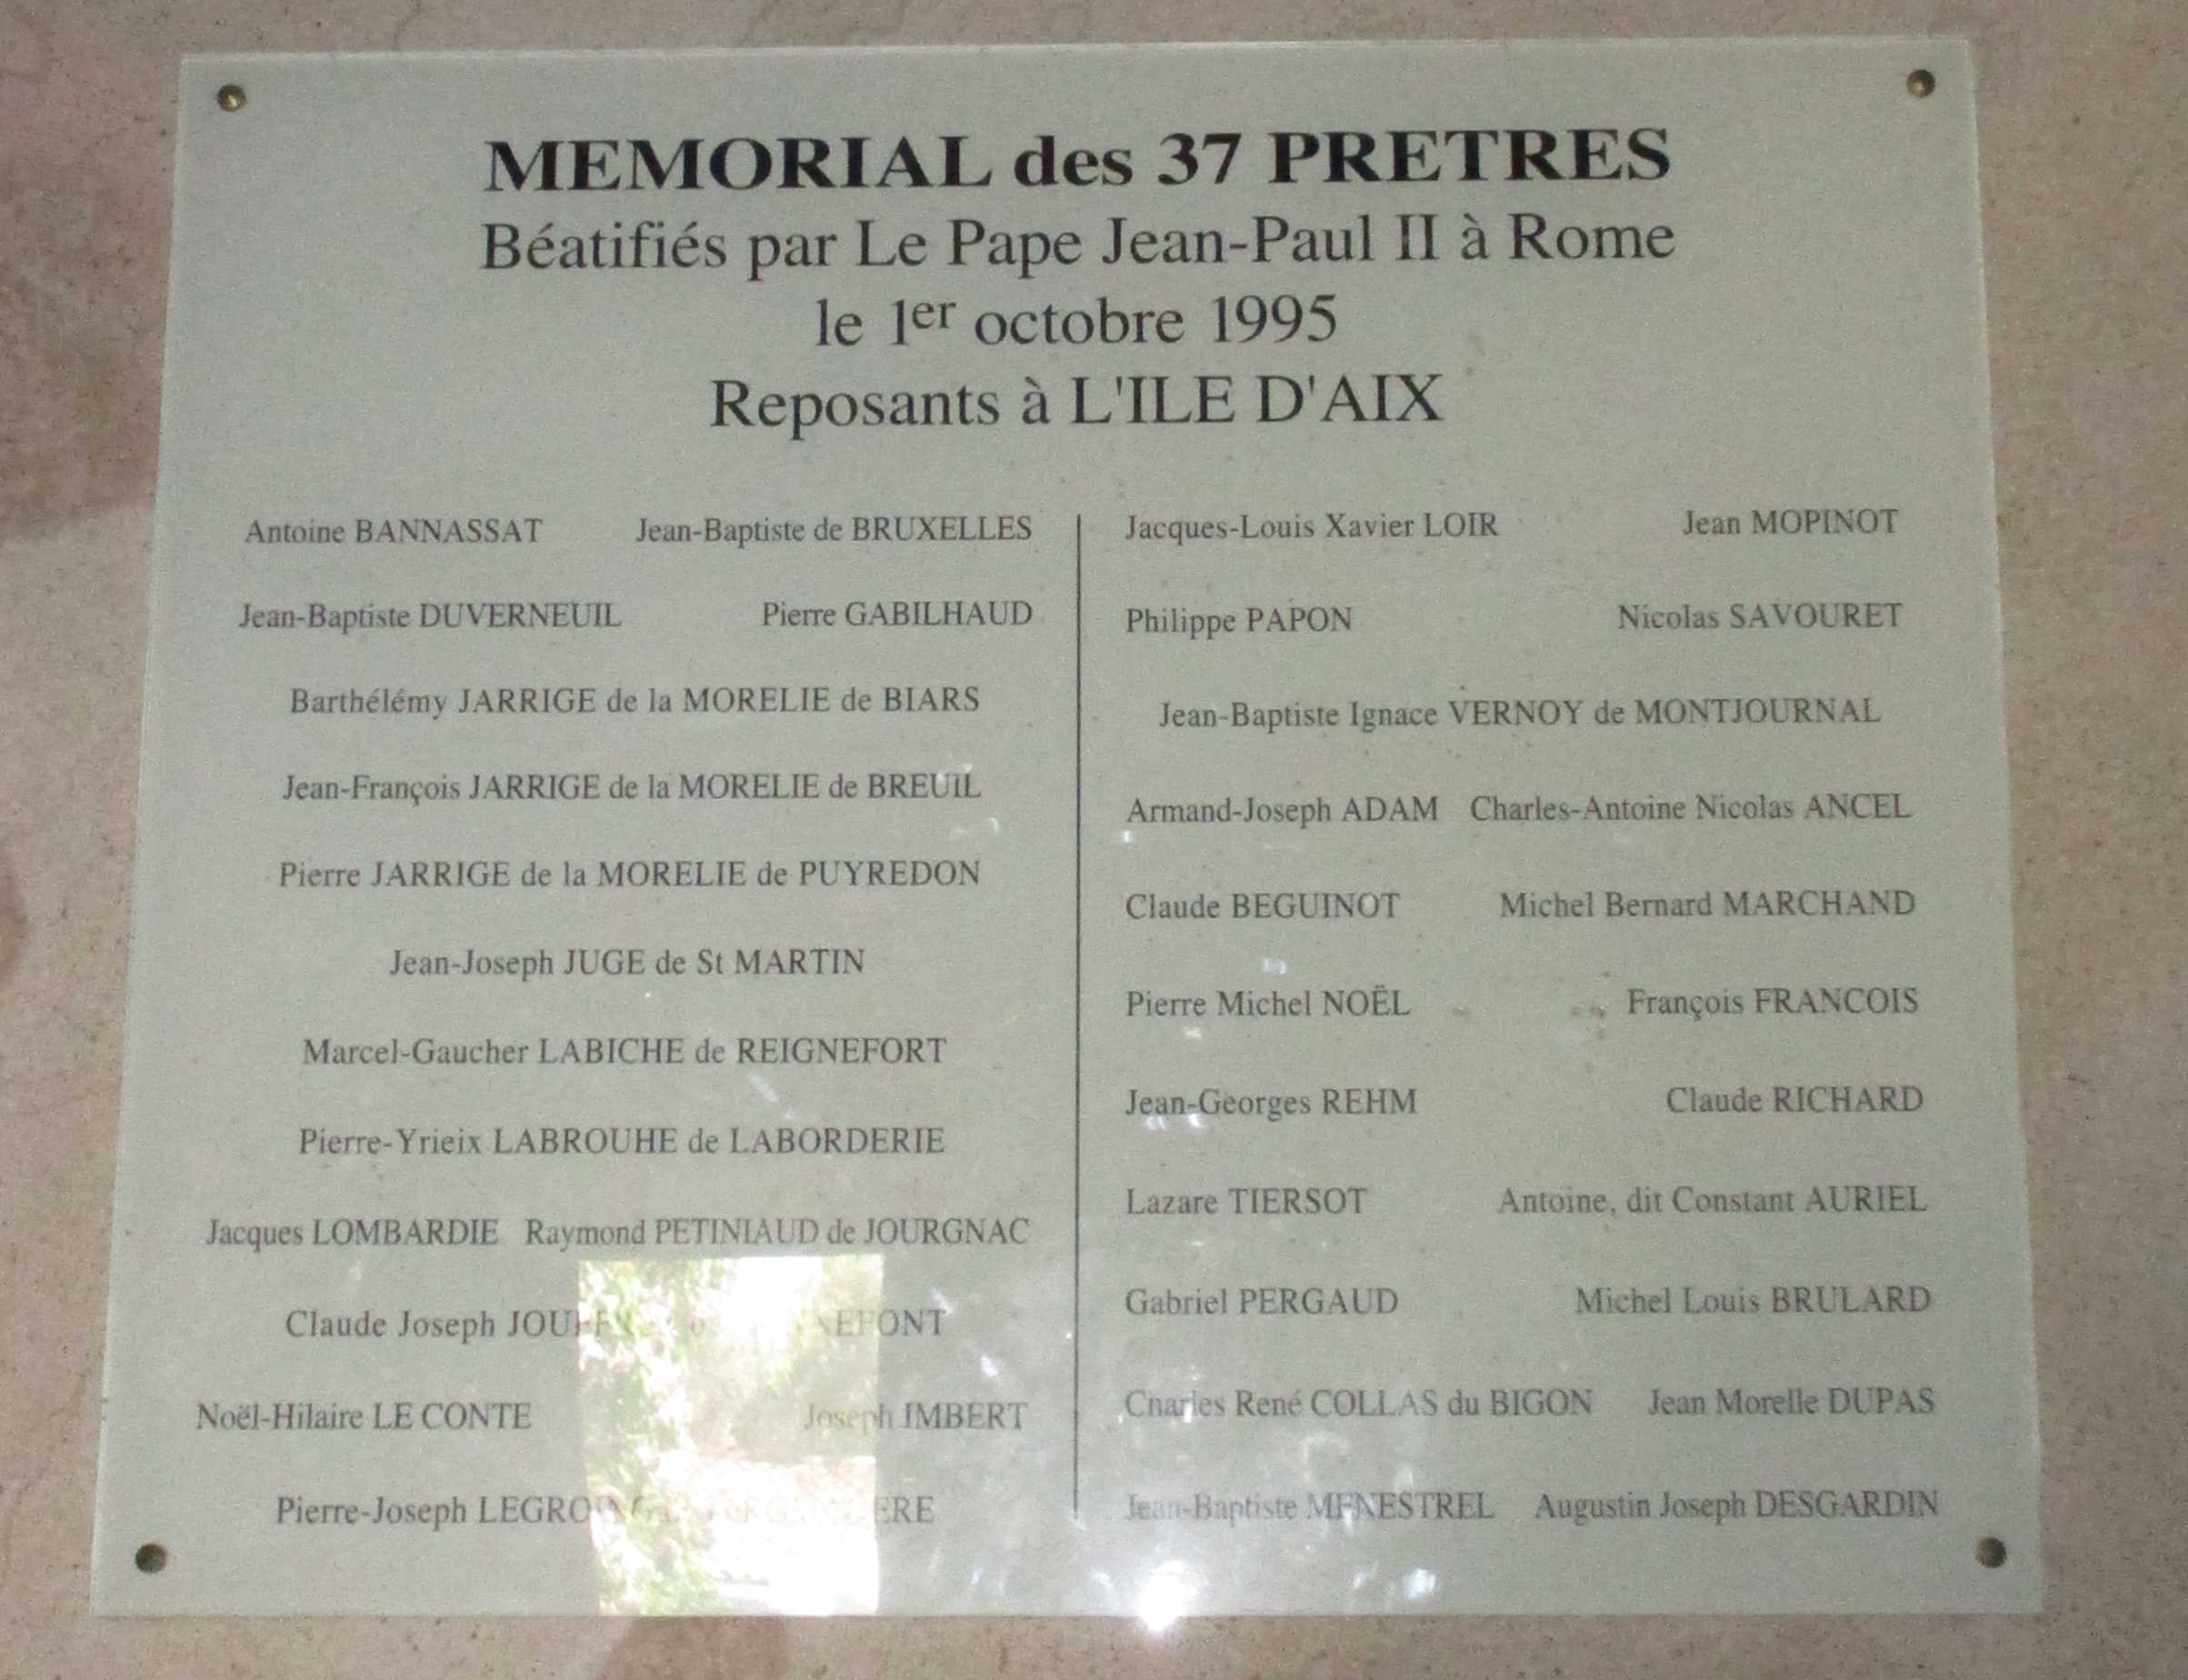 MEMORIAL des 37 PRETRES
Béatifiés par Le Pape Jean-Paul II à Rome
le 1er octobre 1995
Reposants à L'ILE D'AIX
Antoine BANNASSAT Jean-Baptiste de BRUXELLES
Jean-Baptiste DUVERNEUIL Pierre GABILHAUD
Barthélémy JARRIGE de la MORELIE de BIARS
Jean-François JARRIGE de la MORELIE de BREUIL
Pierre JARRIGE de la MORELIE de PUYREDON
Jean-Joseph JUGE de St MARTIN
Marcel-Gaucher LABICHE de REIGNEFORT
Pierre-Yrieix LABROUHE de LABORDERIE
Jacques LOMBARDIE Raymond PETINIAUD de JOURGNAC
Claude Joseph
Noël-Hilaire LE CONTE Joseph IMBERT
Pierre-Joseph
Jacques-Louis Xavier LOIR Jean MOPINOT
Philippe PAPON Nicolas SAVOURET
Jean-Baptiste Ignace VERNOY de MONTJOURNAL
Armand-Joseph ADAM Charles-Antoine Nicolas ANCEL
Claude BEGUINOT Michel Bernard MARCHAND
Pierre Michel NOËL François FRANCOIS
Jean-Georges REHM Claude RICHARD
Lazare TIERSOT Antoine, dit Constant AURIEL
Gabriel PERGAUD Michel Louis BRULARD
Charles René COLLAS du BIGON Jean Morelle DUPAS
Jean-Baptiste MENESTREL Augustin Joseph DESGARDIN